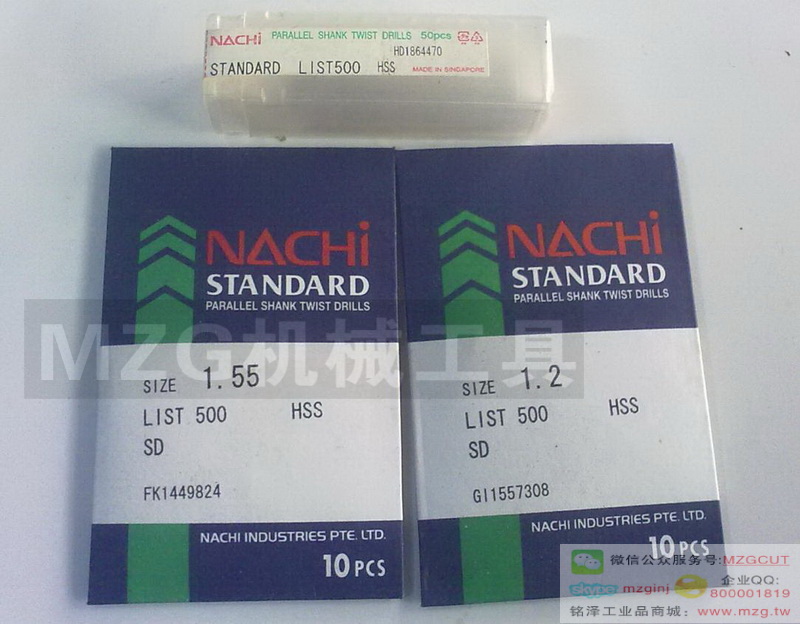 NACHi PARALLEL SHANK TWIST DRILLS 50pcs
HD1864470
STANDARD LIST500 HSS MADE IN SINGAPORE
NACHi
STANDARD
PARALLEL SHANK TWIST DRILLS
SIZE 1.55
LIST 500 HSS
SD
FK1449824
NACHI INDUSTRIES PTE. LTD.
10PCS
NACHi
STANDARD
PARALLEL SHANK TWIST DRILLS
SIZE 1.2
LIST 500 HSS
SD
GI1557308
NACHI INDUSTRIES PTE. LTD.
10PCS
MZG机械工具
微信公众服务号:MZGCUT
skype mzginj 企业QQ:
800001819
铭泽工业品商城: www.mzg.tw